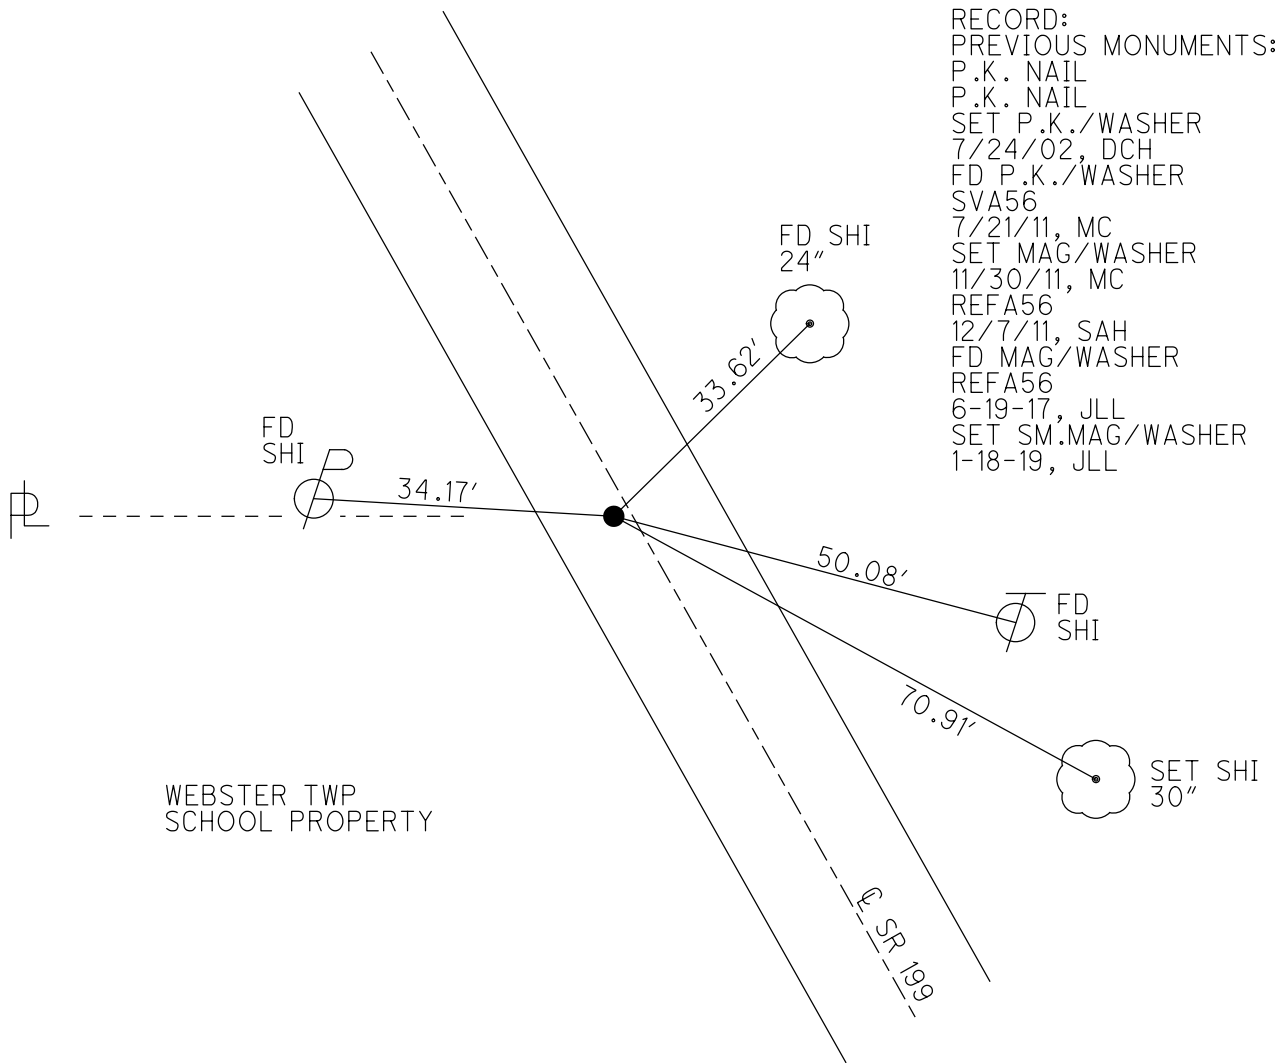 RECORD:
PREVIOUS MONUMENTS:
P.K. NAIL
P.K. NAIL
SET P.K./WASHER
7/24/02, DCH
FD P.K./WASHER
SVA56
7/21/11, MC
SET MAG/WASHER
11/30/11, MC
REFA56
12/7/11, SAH
FD MAG/WASHER
REFA56
6-19-17, JLL
SET SM.MAG/WASHER
1-18-19, JLL
FD SHI
24"
33.62'
FD
SHI
34.17'
PL
50.08'
FD
SHI
70.91'
SET SHI
30"
WEBSTER TWP
SCHOOL PROPERTY
℄ SR 199